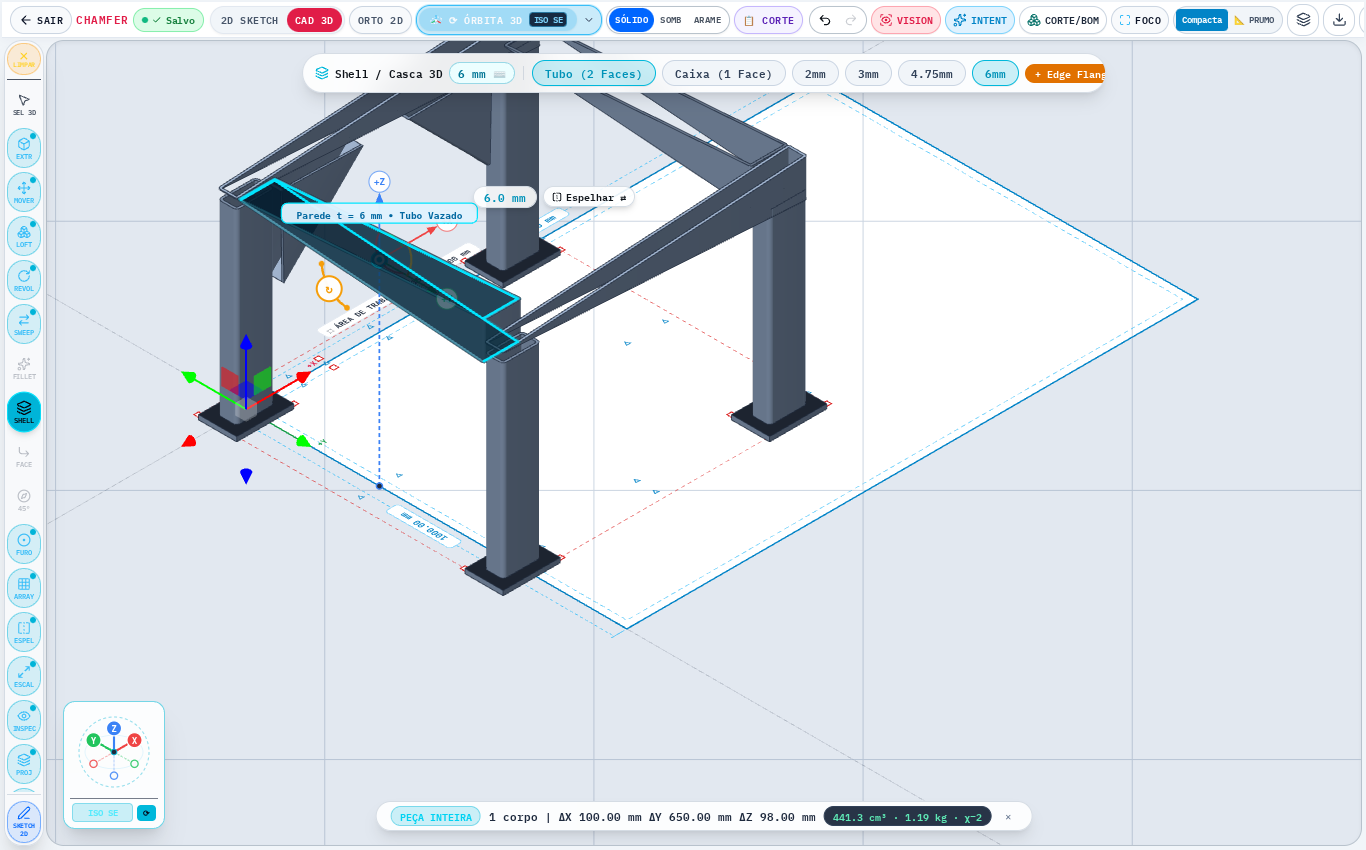 SAIR
CHAMFER
Salvo
2D SKETCH
CAD 3D
ORTO 2D
ÓRBITA 3D
ISO SE
SÓLIDO
SOMB
ARAME
CORTE
VISION
INTENT
CORTE/BOM
FOCO
Compacta
PRUMO
LIMPAR
SEL 3D
EXTR
MOVER
LOFT
REVOL
SWEEP
FILLET
SHELL
FACE
45°
FURO
ARRAY
ESPEL
ESCAL
INSPEC
PROJ
SKETCH
2D
Shell / Casca 3D
6 mm
Tubo (2 Faces)
Caixa (1 Face)
2mm
3mm
4.75mm
6mm
+ Edge Flang
+Z
6.0 mm
Espelhar ⇄
Parede t = 6 mm • Tubo Vazado
ÁREA DE TRAB
+X
+Y
1000.00 mm
Z
Y
X
ISO SE
PEÇA INTEIRA
1 corpo | ΔX 100.00 mm ΔY 650.00 mm ΔZ 98.00 mm
441.3 cm³ · 1.19 kg · χ−2
×